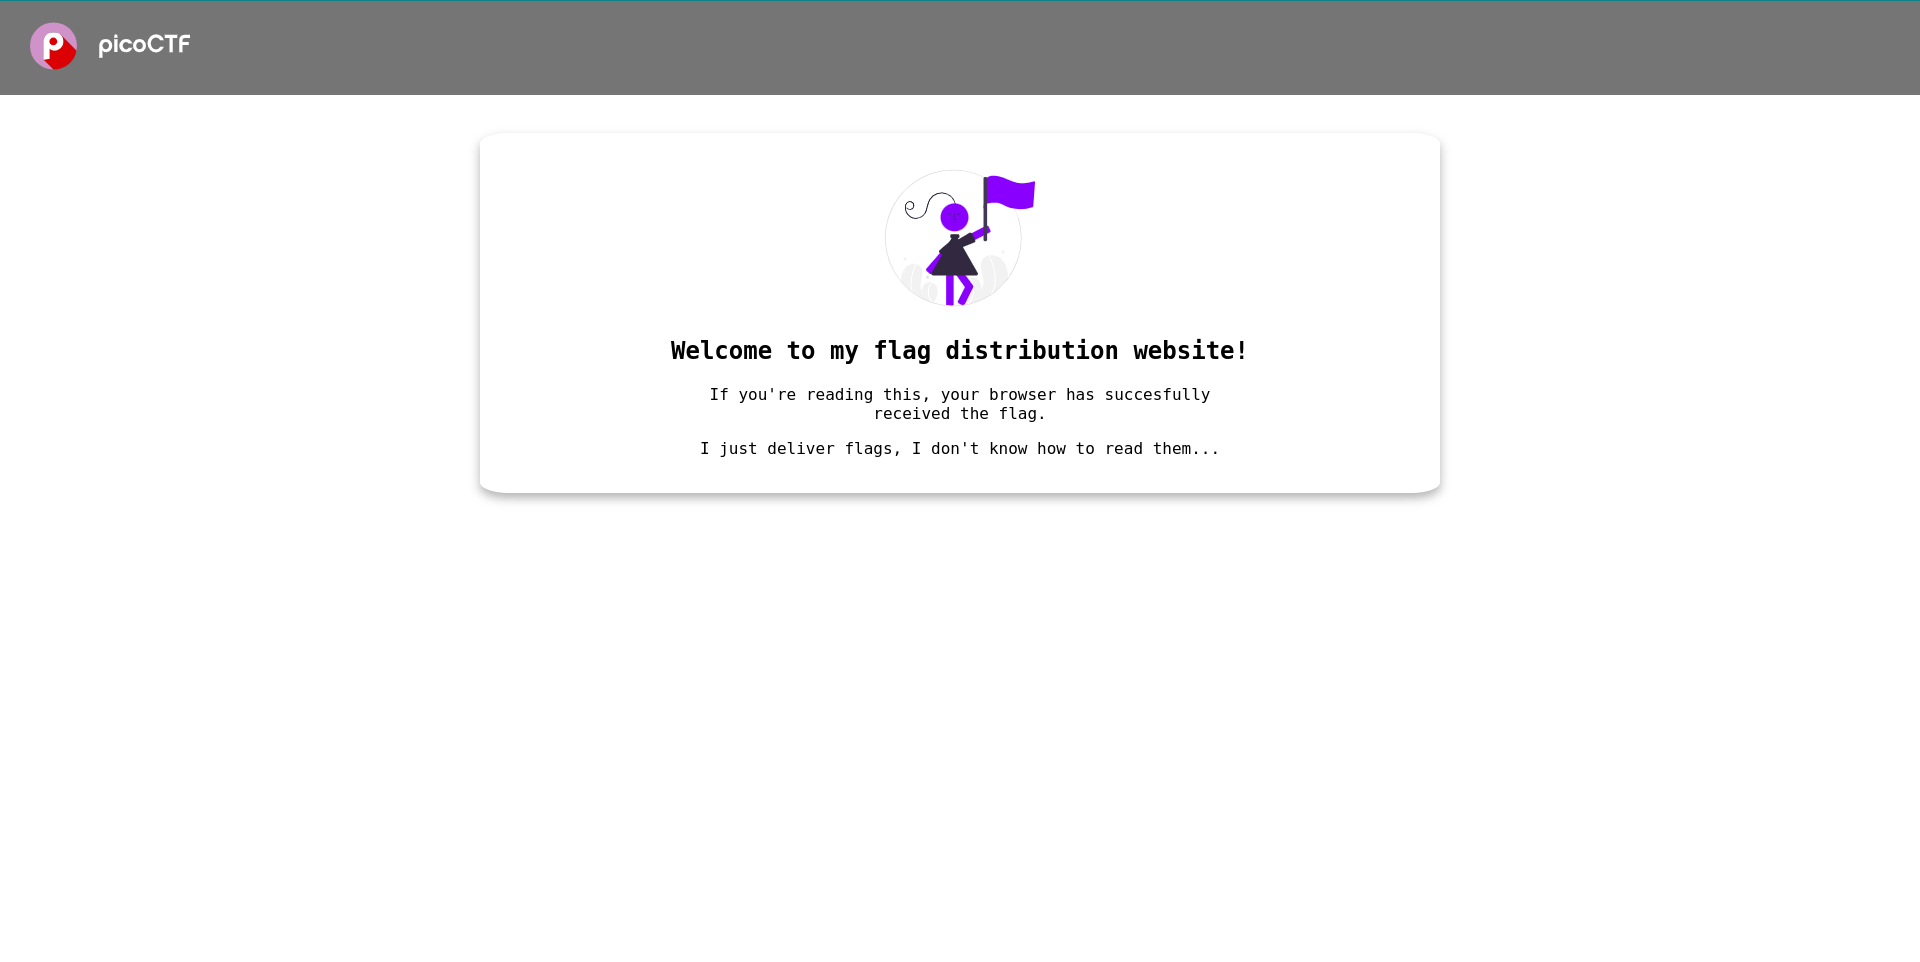 picoCTF
Welcome to my flag distribution website!
If you're reading this, your browser has succesfully
received the flag.
I just deliver flags, I don't know how to read them...